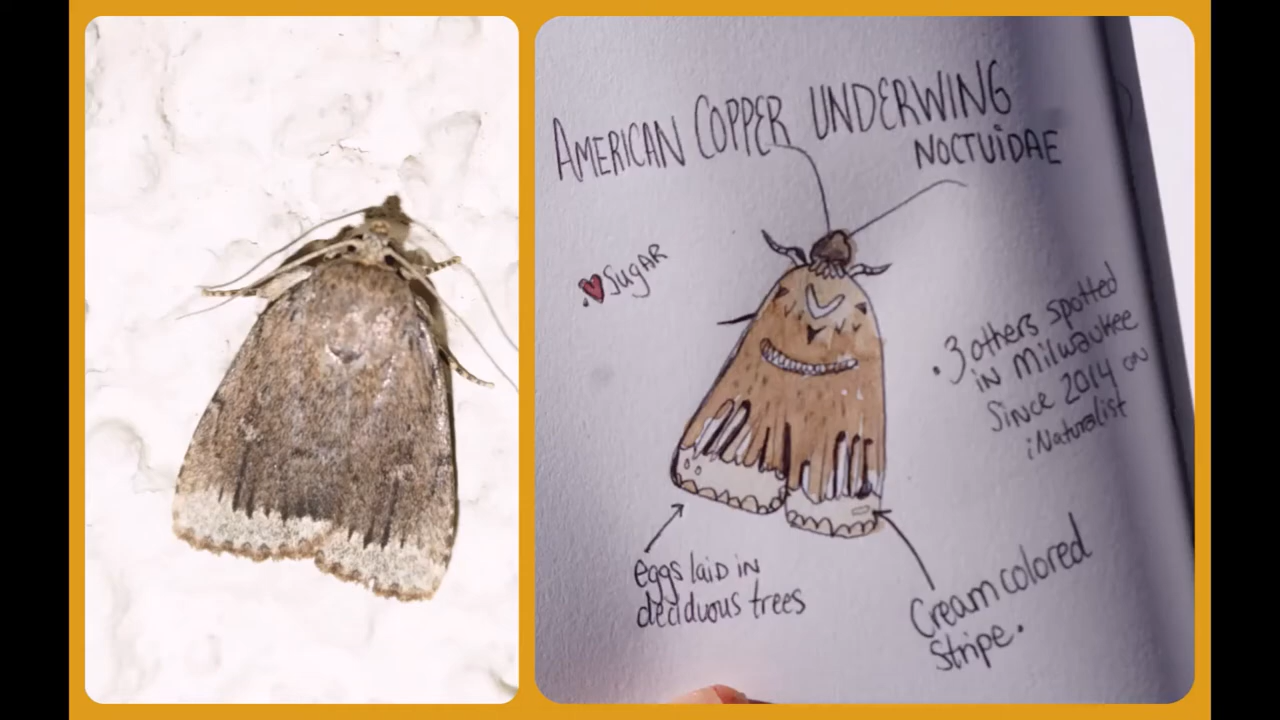 AMERICAN COPPER UNDERWING
NOCTUIDAE
SUGAR
• 3 others spotted
in Milwaukee
Since 2014 on
iNaturalist
eggs laid in
deciduous trees
Cream colored
Stripe.